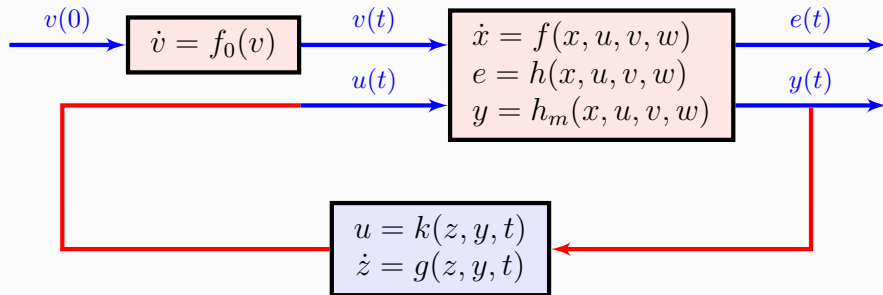 v(0)
v̇ = f₀(v)
v(t)
u(t)
ẋ = f(x, u, v, w)
e = h(x, u, v, w)
y = hₘ(x, u, v, w)
e(t)
y(t)
u = k(z, y, t)
ż = g(z, y, t)